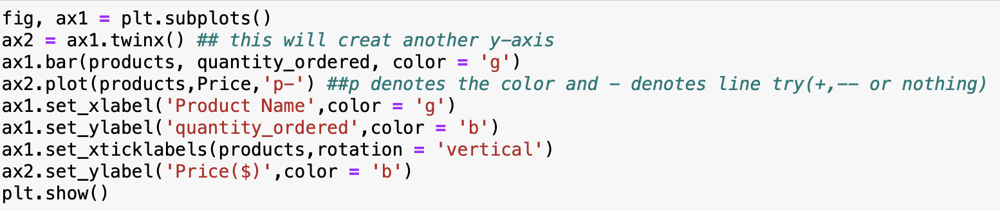 fig, ax1 = plt.subplots()
ax2 = ax1.twinx() ## this will creat another y-axis
ax1.bar(products, quantity_ordered, color = 'g')
ax2.plot(products,Price,'p-') ##p denotes the color and - denotes line try(+,-- or nothing)
ax1.set_xlabel('Product Name',color = 'g')
ax1.set_ylabel('quantity_ordered',color = 'b')
ax1.set_xticklabels(products,rotation = 'vertical')
ax2.set_ylabel('Price($)',color = 'b')
plt.show()